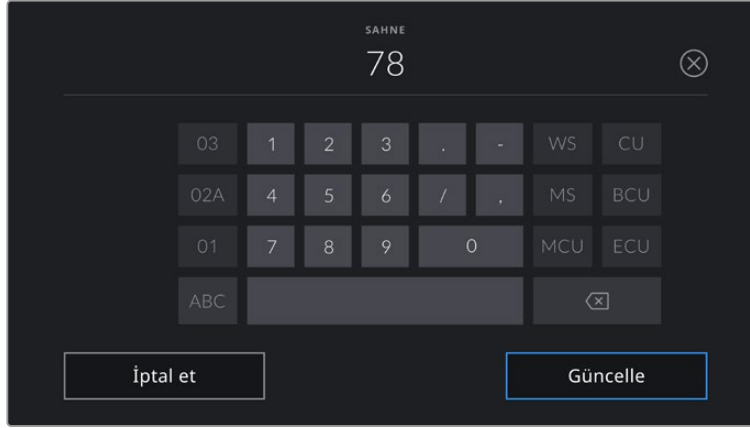 SAHNE
78
03 1 2 3 . - WS CU
02A 4 5 6 / , MS BCU
01 7 8 9 0 MCU ECU
ABC
İptal et Güncelle